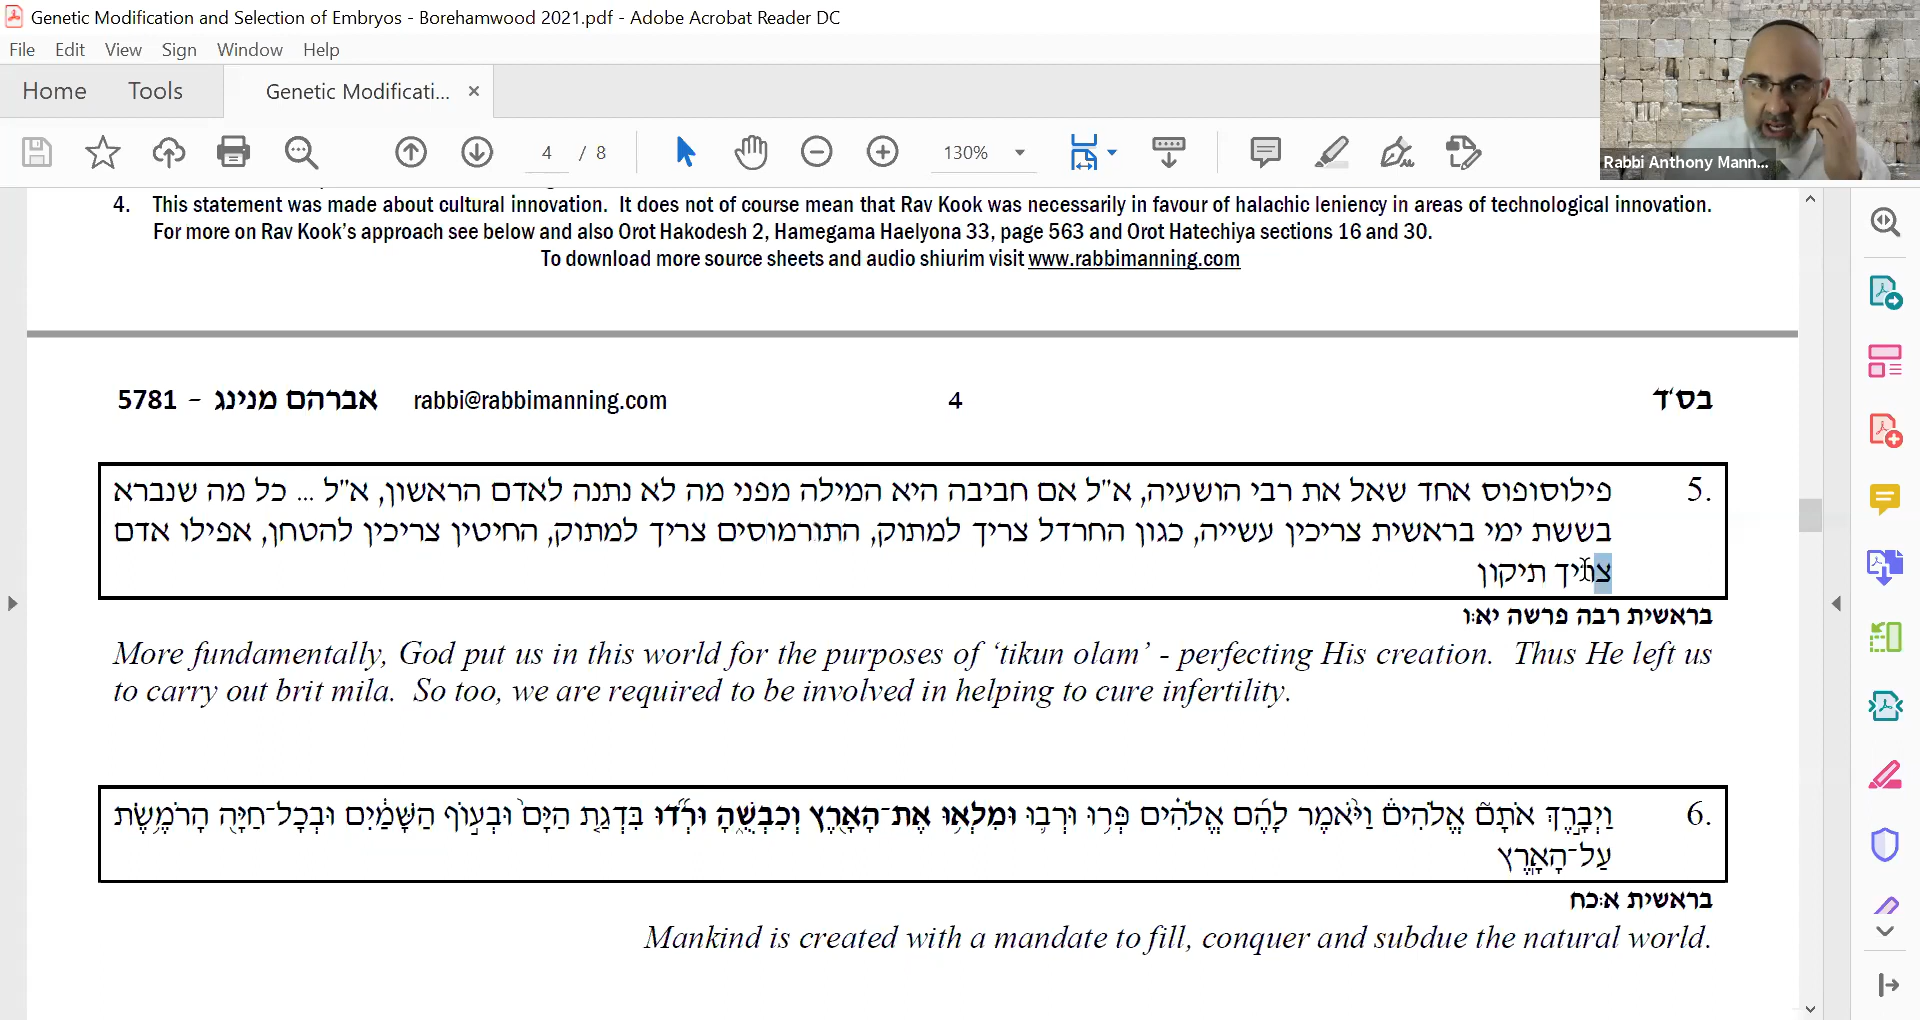 Genetic Modification and Selection of Embryos - Borehamwood 2021.pdf - Adobe Acrobat Reader DC
File Edit View Sign Window Help
Home Tools Genetic Modificati... ×
4 / 8 130%
Rabbi Anthony Mann...
4. This statement was made about cultural innovation. It does not of course mean that Rav Kook was necessarily in favour of halachic leniency in areas of technological innovation.
For more on Rav Kook's approach see below and also Orot Hakodesh 2, Hamegama Haelyona 33, page 563 and Orot Hatechiya sections 16 and 30.
To download more source sheets and audio shiurim visit www.rabbimanning.com
בס׳ד
4
rabbi@rabbimanning.com
אברהם מנינג - 5781
5. פילוסופוס אחד שאל את רבי הושעיה, א"ל אם חביבה היא המילה מפני מה לא נתנה לאדם הראשון, א"ל ... כל מה שנברא
בששת ימי בראשית צריכין עשייה, כגון החרדל צריך למתוק, התורמוסים צריך למתוק, החיטין צריכין להטחן, אפילו אדם
צריך תיקון
בראשית רבה פרשה יא:ו
More fundamentally, God put us in this world for the purposes of ‘tikun olam’ - perfecting His creation. Thus He left us
to carry out brit mila. So too, we are required to be involved in helping to cure infertility.
6. וַיְבָ֣רֶךְ אֹתָם֮ אֱלֹהִים֒ וַיֹּ֨אמֶר לָהֶ֜ם אֱלֹהִ֗ים פְּר֥וּ וּרְב֛וּ וּמִלְא֥וּ אֶת־הָאָ֖רֶץ וְכִבְשֻׁ֑הָ וּרְד֞וּ בִּדְגַ֤ת הַיָּם֙ וּבְע֣וֹף הַשָּׁמַ֔יִם וּבְכָל־חַיָּ֖ה הָרֹמֶ֥שֶׂת
עַל־הָאָֽרֶץ
בראשית א:כח
Mankind is created with a mandate to fill, conquer and subdue the natural world.